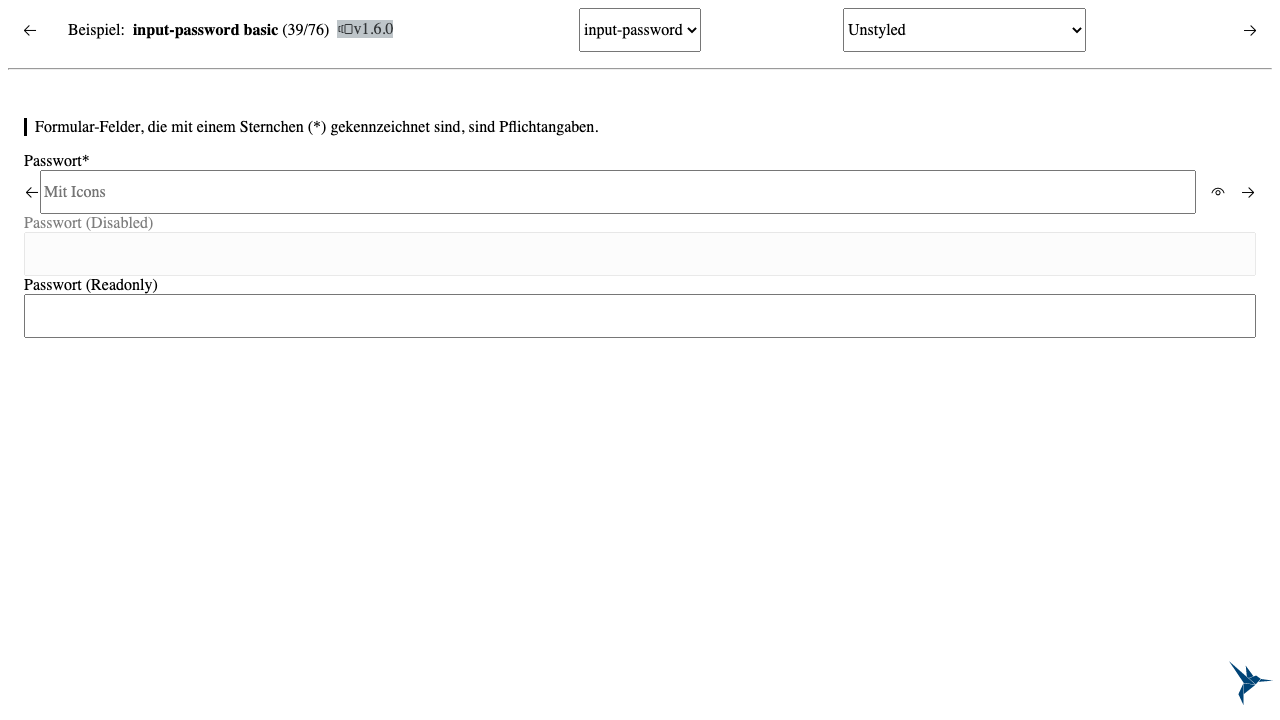 Beispiel: input-password basic (39/76) v1.6.0 input-password Unstyled
Formular-Felder, die mit einem Sternchen (*) gekennzeichnet sind, sind Pflichtangaben.
Passwort*
Mit Icons
Passwort (Disabled)
Passwort (Readonly)